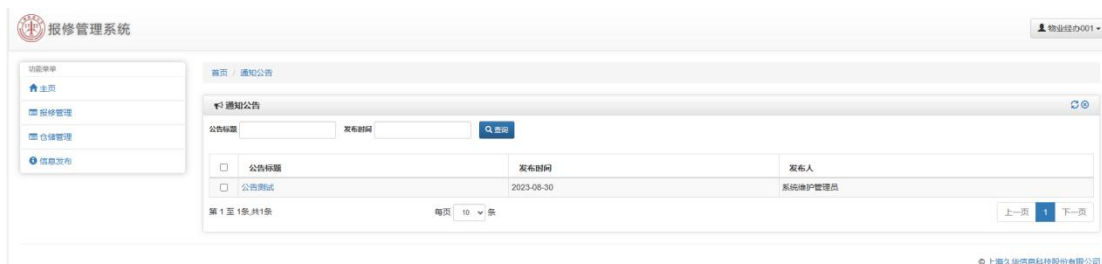 报修管理系统
物业经办001
功能菜单
主页
报修管理
仓储管理
信息发布
首页 / 通知公告
通知公告
公告标题 发布时间 查询
公告标题 发布时间 发布人
公告测试 2023-08-30 系统维护管理员
第 1 至 1条,共1条 每页 10 条 上一页 1 下一页
© 上海久华信息科技股份有限公司